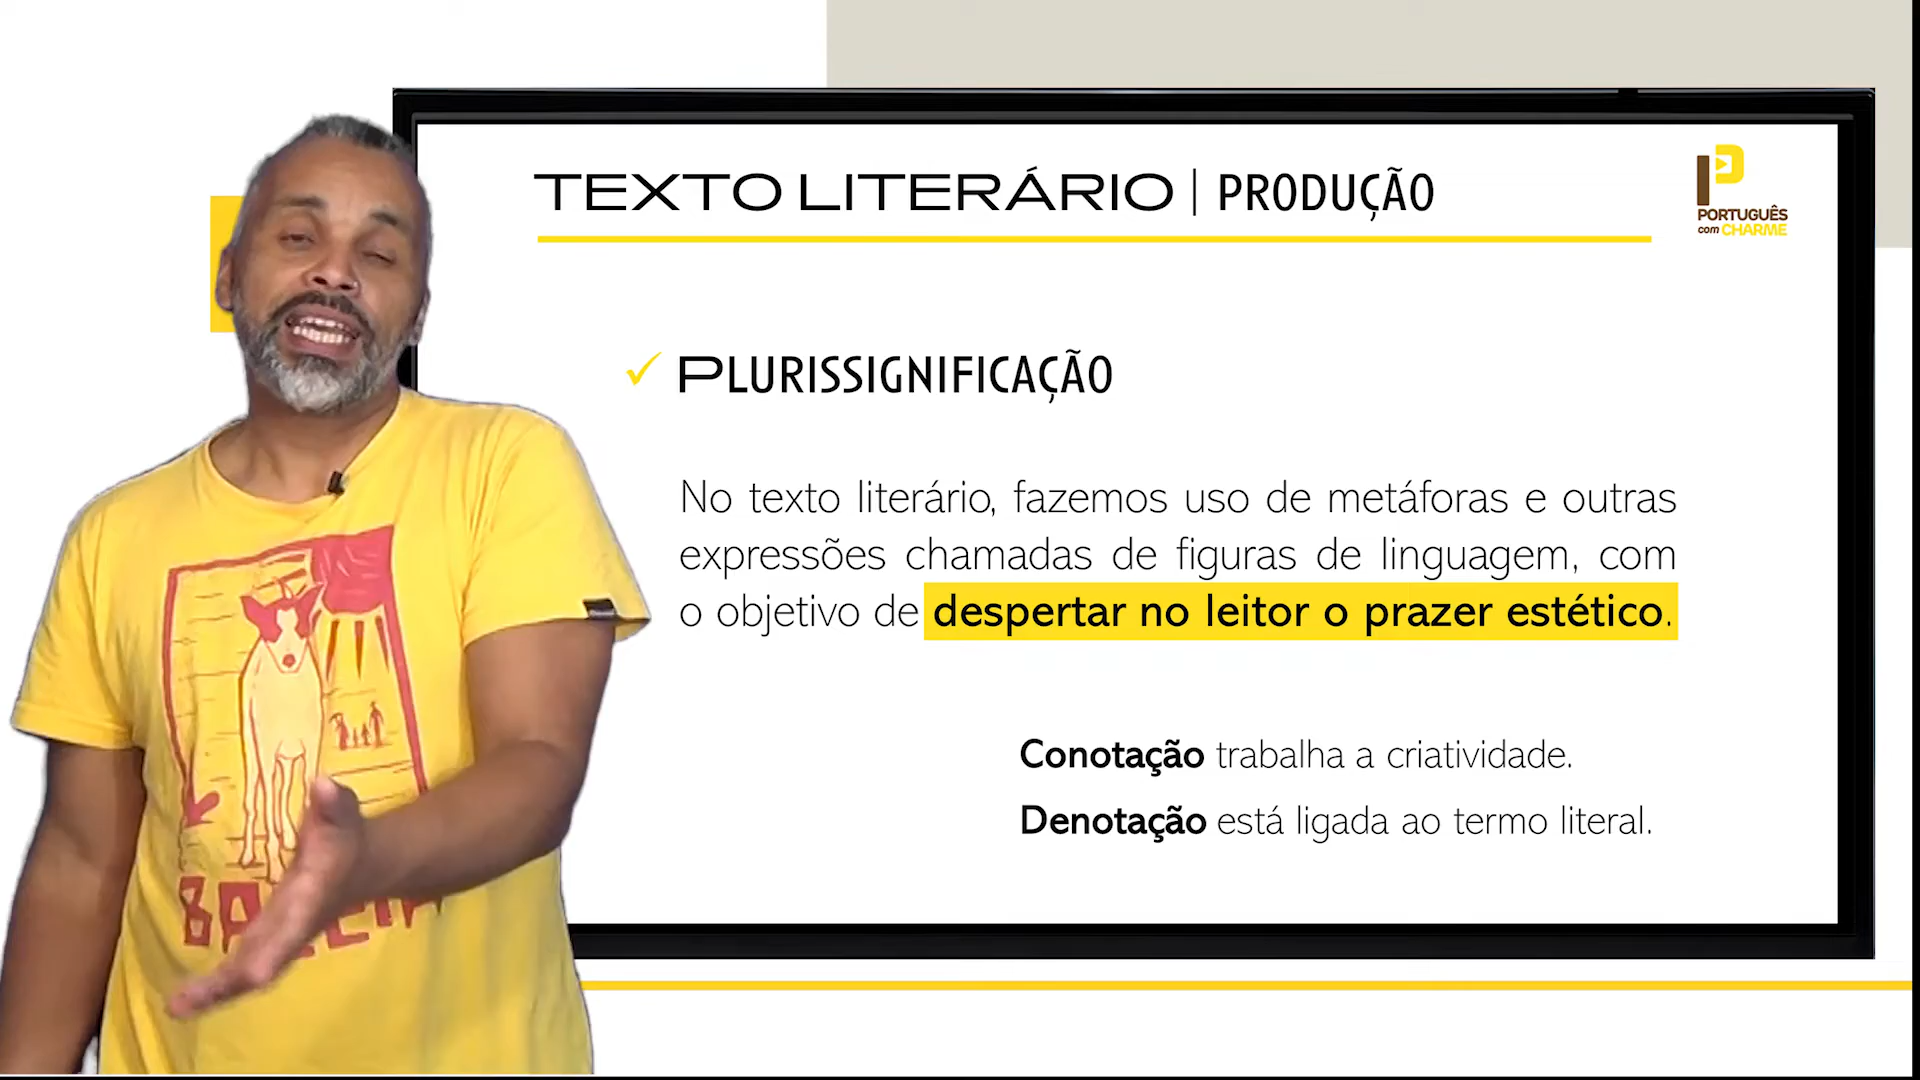 TEXTO LITERÁRIO | PRODUÇÃO
PORTUGUÊS
com CHARME
✓ PLURISSIGNIFICAÇÃO
No texto literário, fazemos uso de metáforas e outras
expressões chamadas de figuras de linguagem, com
o objetivo de despertar no leitor o prazer estético.
Conotação trabalha a criatividade.
Denotação está ligada ao termo literal.